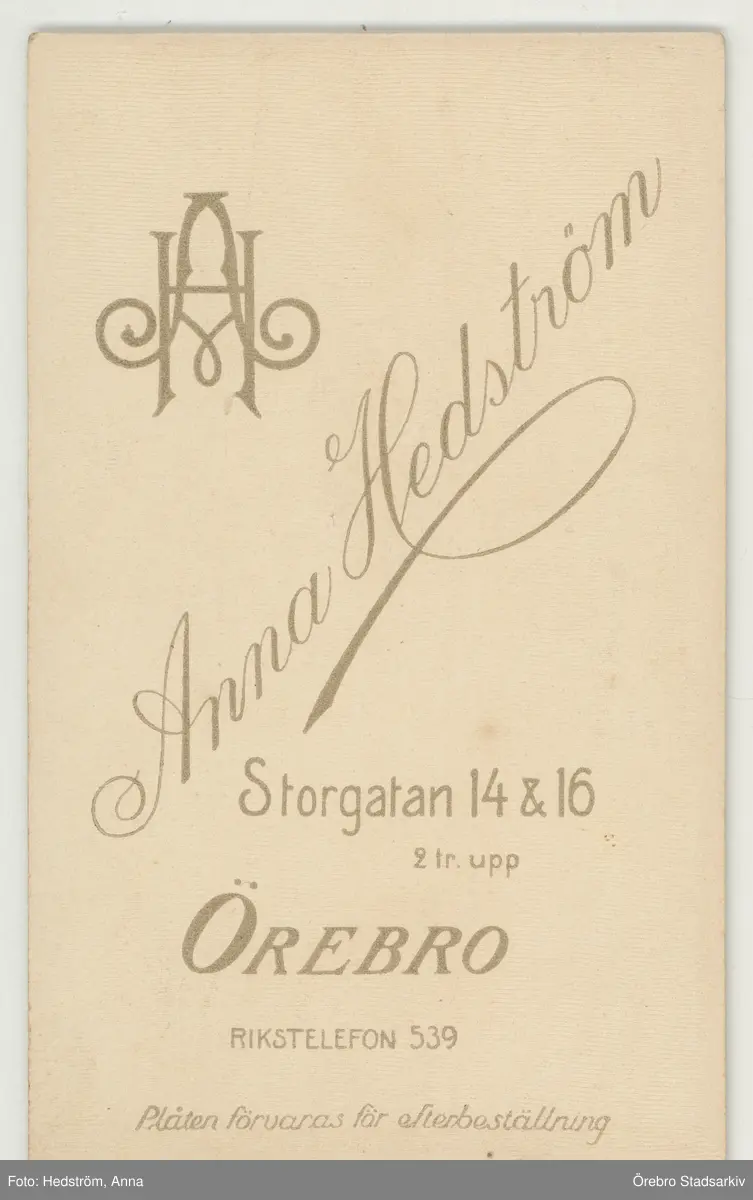 AH
Anna Hedström
Storgatan 14 & 16
2 tr. upp
ÖREBRO
RIKSTELEFON 539
Plåten förvaras för efterbeställning
Foto: Hedström, Anna
Örebro Stadsarkiv